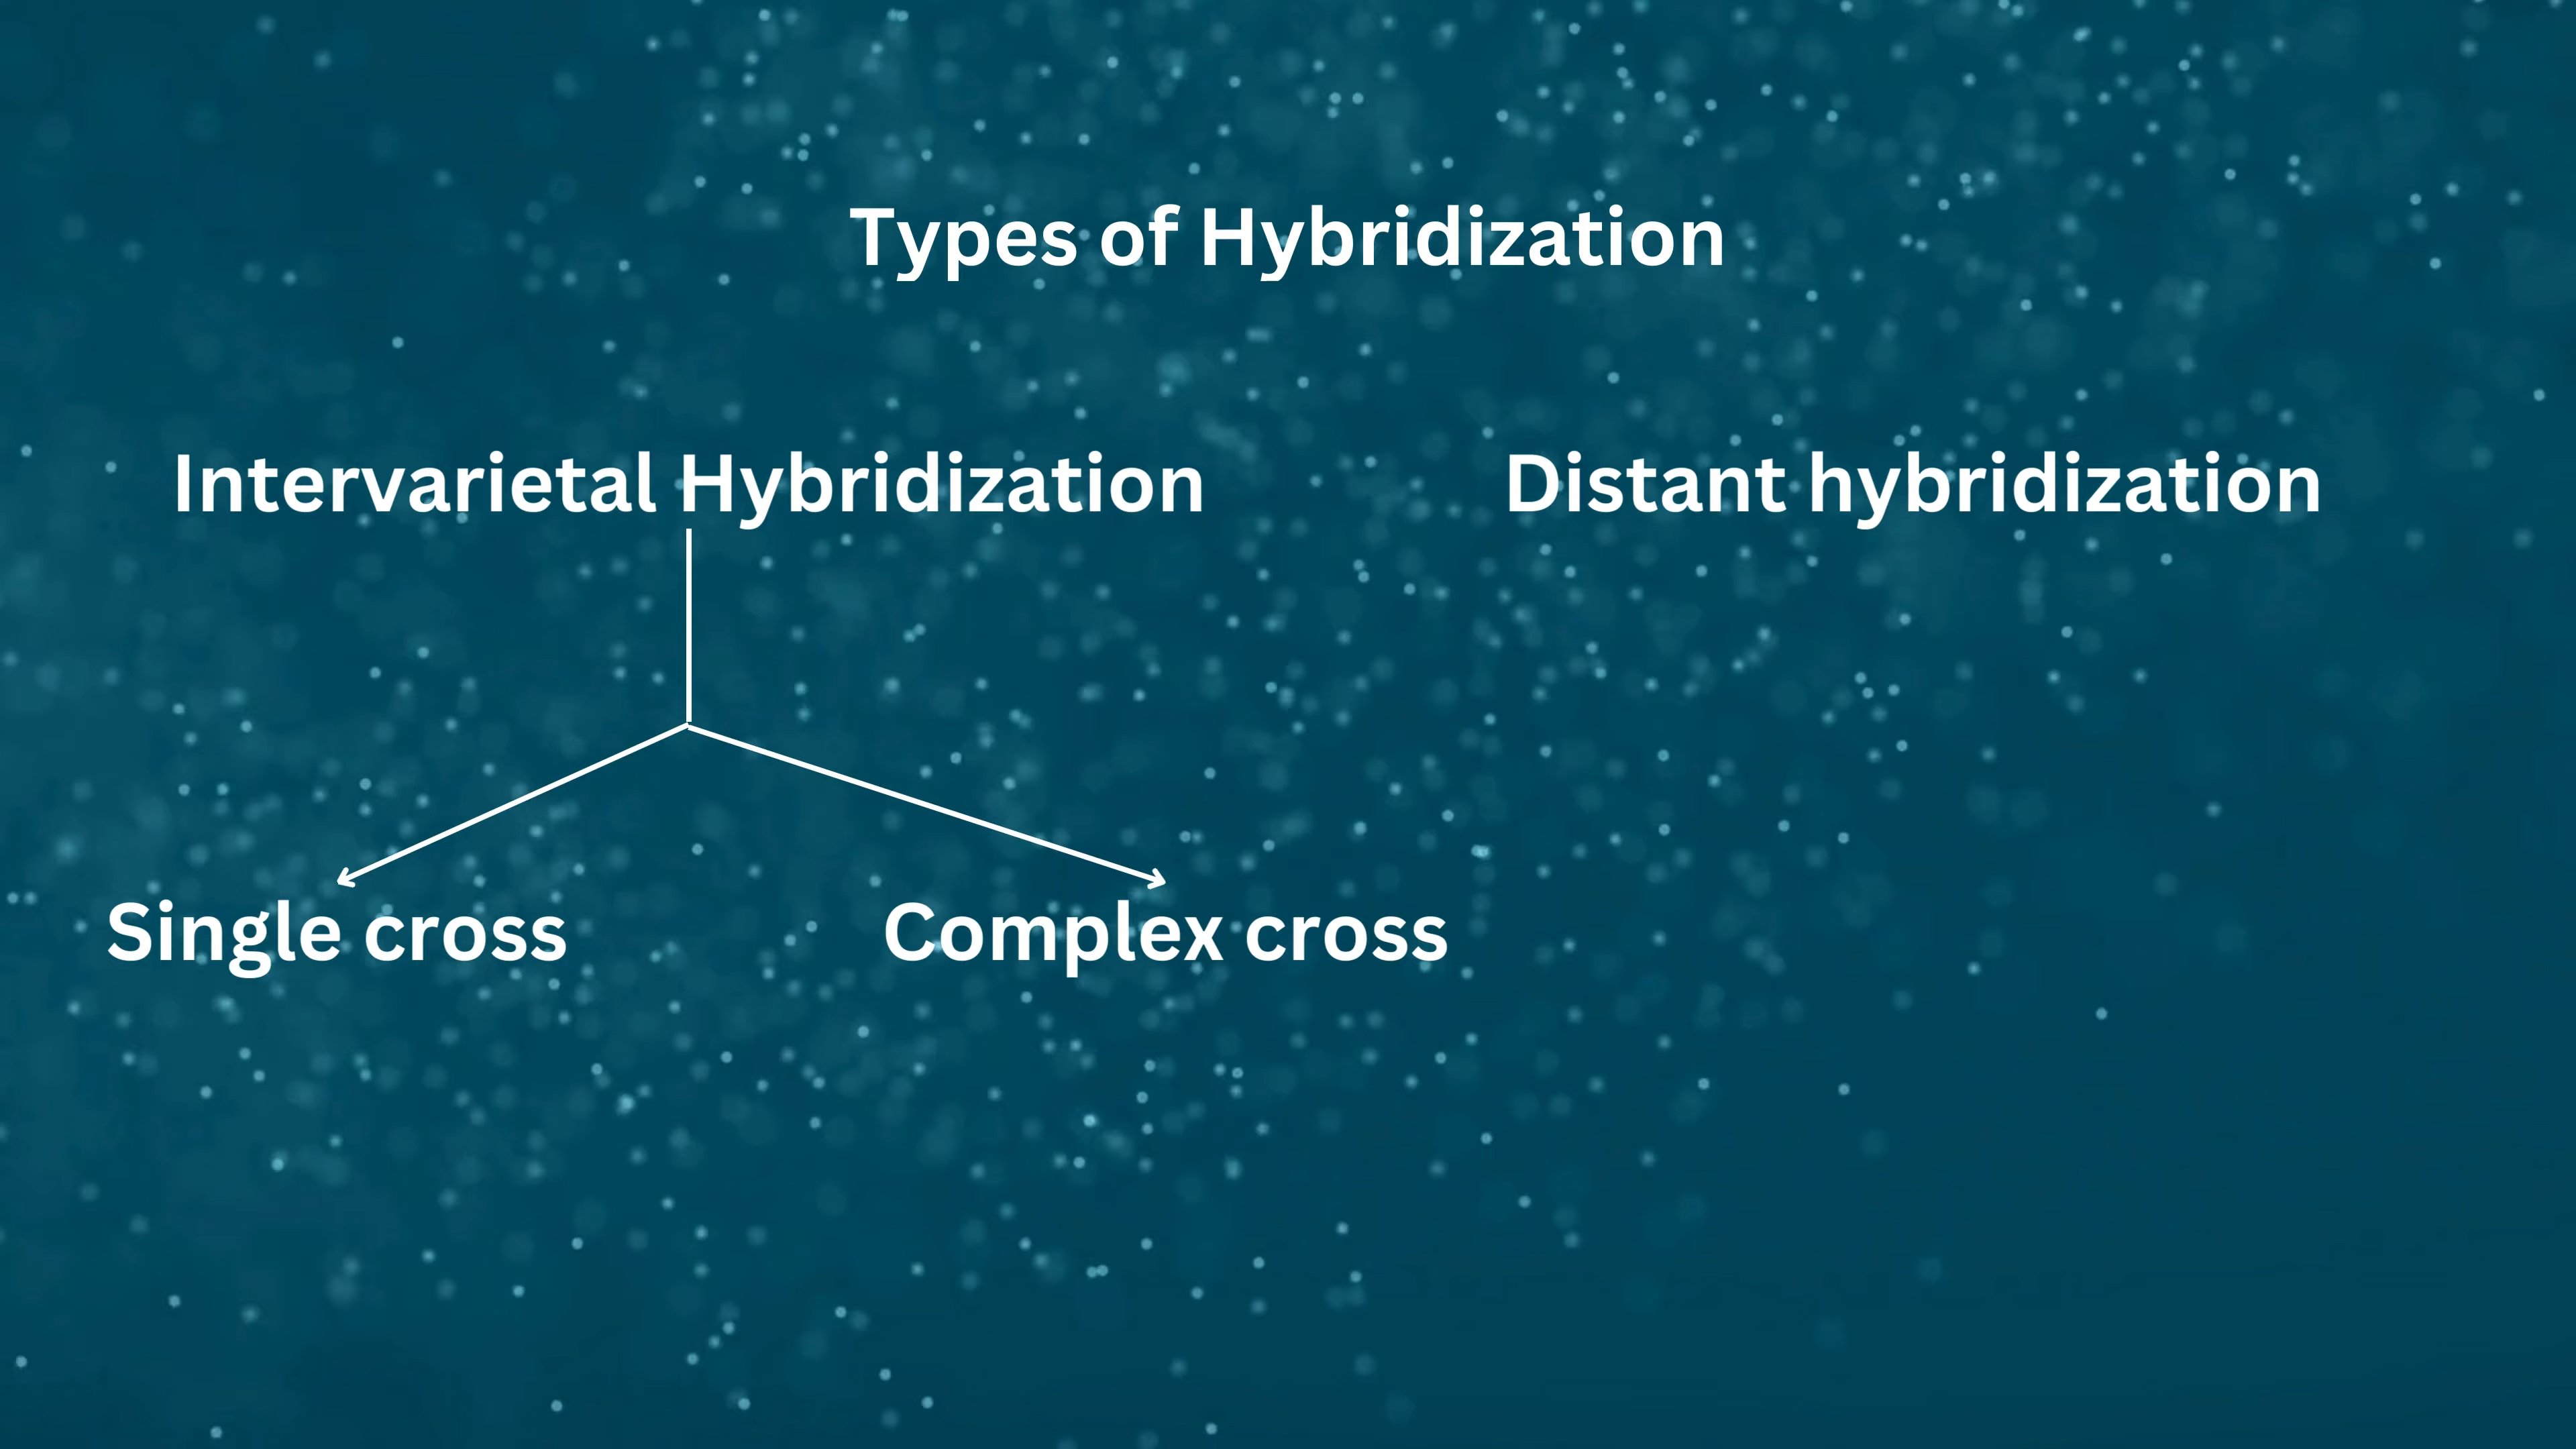 Types of Hybridization
Intervarietal Hybridization
Distant hybridization
Single cross
Complex cross